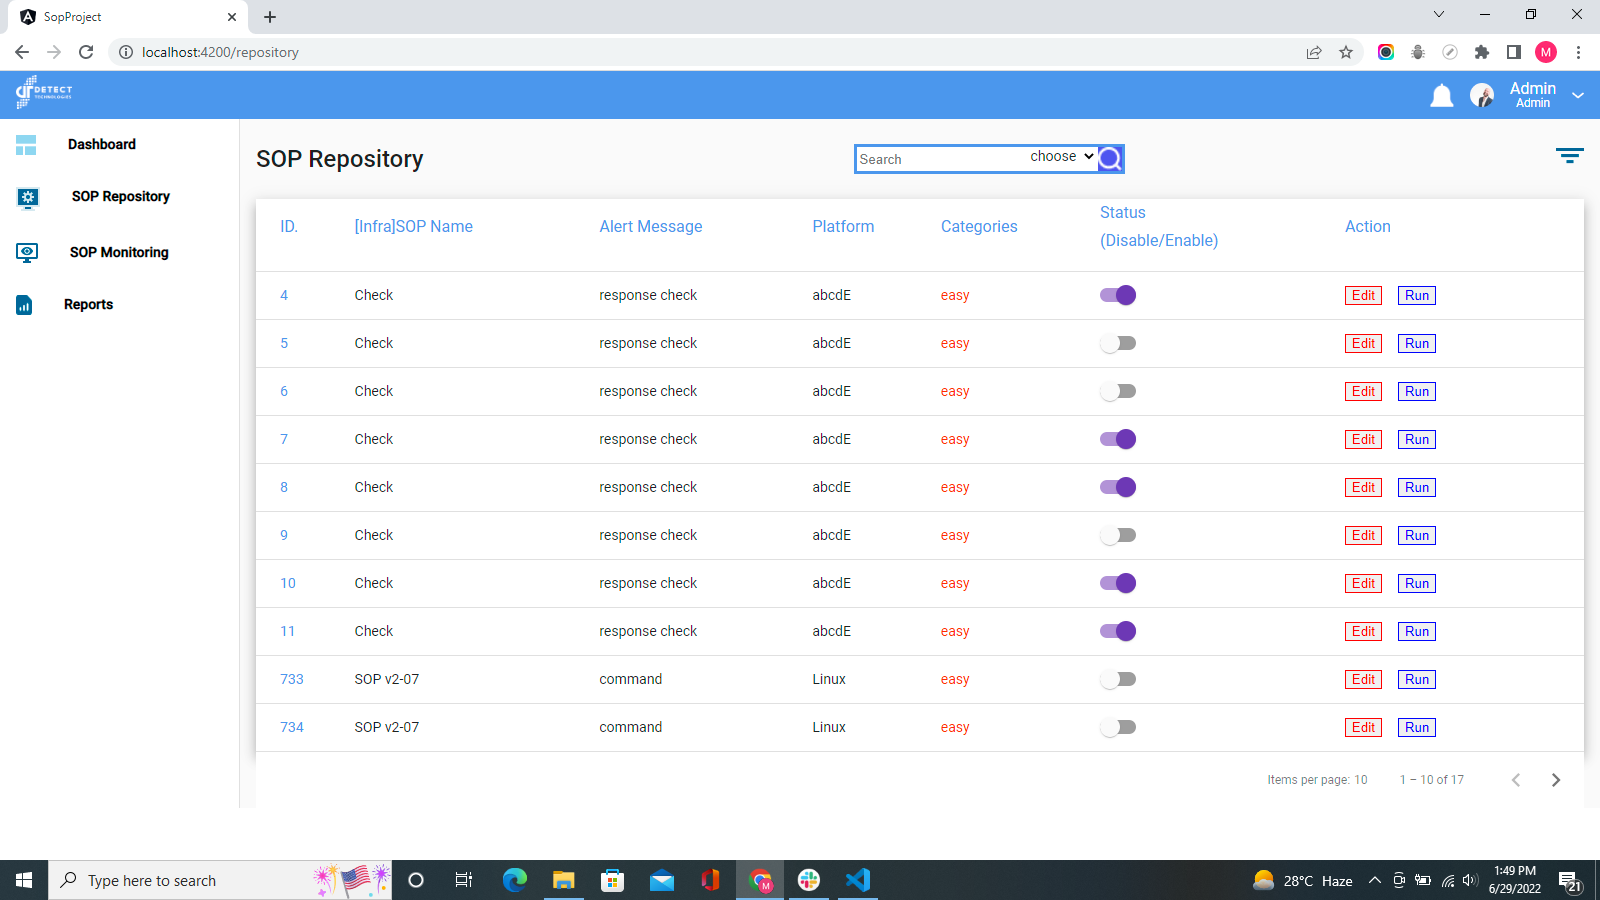 SopProject
localhost:4200/repository
M
DETECT
TECHNOLOGIES
Admin
Admin
Dashboard
SOP Repository
SOP Monitoring
Reports
SOP Repository
Search choose
ID. [Infra]SOP Name Alert Message Platform Categories Status (Disable/Enable) Action
4 Check response check abcdE easy Edit Run
5 Check response check abcdE easy Edit Run
6 Check response check abcdE easy Edit Run
7 Check response check abcdE easy Edit Run
8 Check response check abcdE easy Edit Run
9 Check response check abcdE easy Edit Run
10 Check response check abcdE easy Edit Run
11 Check response check abcdE easy Edit Run
733 SOP v2-07 command Linux easy Edit Run
734 SOP v2-07 command Linux easy Edit Run
Items per page: 10 1 – 10 of 17
Type here to search
M
28°C Haze
1:49 PM
6/29/2022
21